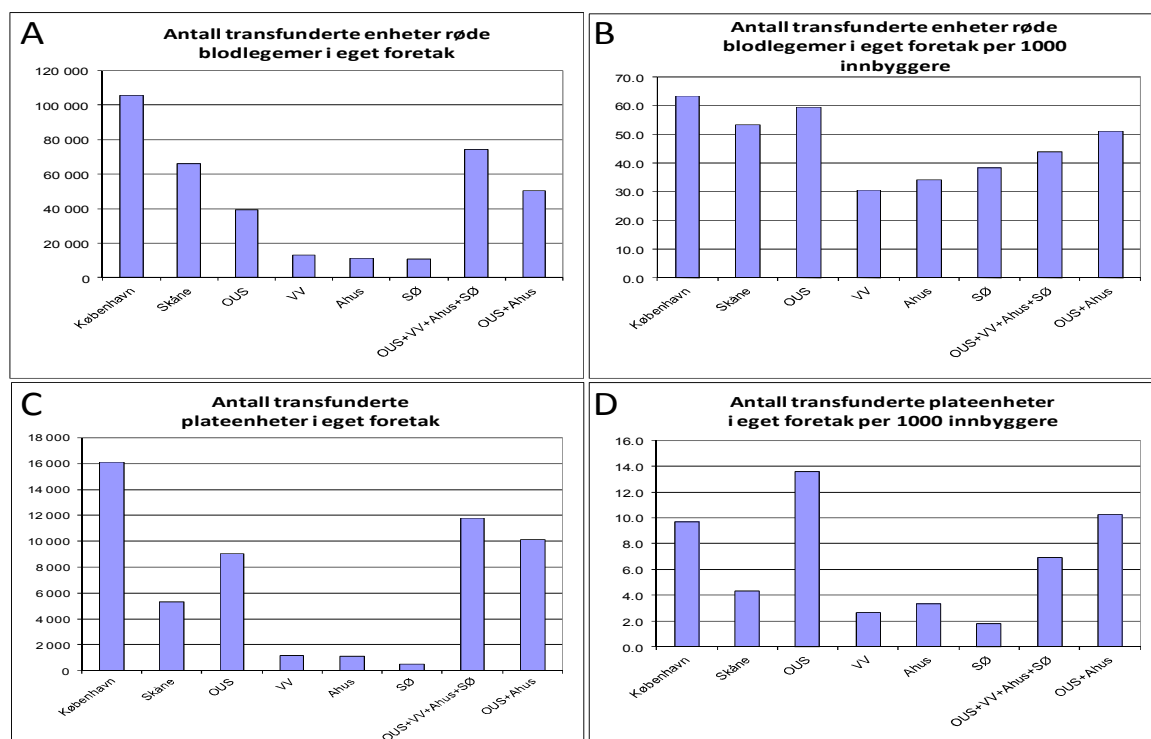 A
Antall transfunderte enheter røde
blodlegemer i eget foretak
120 000
100 000
80 000
60 000
40 000
20 000
0
København
Skåne
OUS
VV
Ahus
SØ
OUS+VV+Ahus+SØ
OUS+Ahus
B
Antall transfunderte enheter røde
blodlegemer i eget foretak per 1000
innbyggere
70.0
60.0
50.0
40.0
30.0
20.0
10.0
0.0
København
Skåne
OUS
VV
Ahus
SØ
OUS+VV+Ahus+SØ
OUS+Ahus
C
Antall transfunderte
plateenheter i eget foretak
18 000
16 000
14 000
12 000
10 000
8 000
6 000
4 000
2 000
0
København
Skåne
OUS
VV
Ahus
SØ
OUS+VV+Ahus+SØ
OUS+Ahus
D
Antall transfunderte plateenheter
i eget foretak per 1000 innbyggere
16.0
14.0
12.0
10.0
8.0
6.0
4.0
2.0
0.0
København
Skåne
OUS
VV
Ahus
SØ
OUS+VV+Ahus+SØ
OUS+Ahus